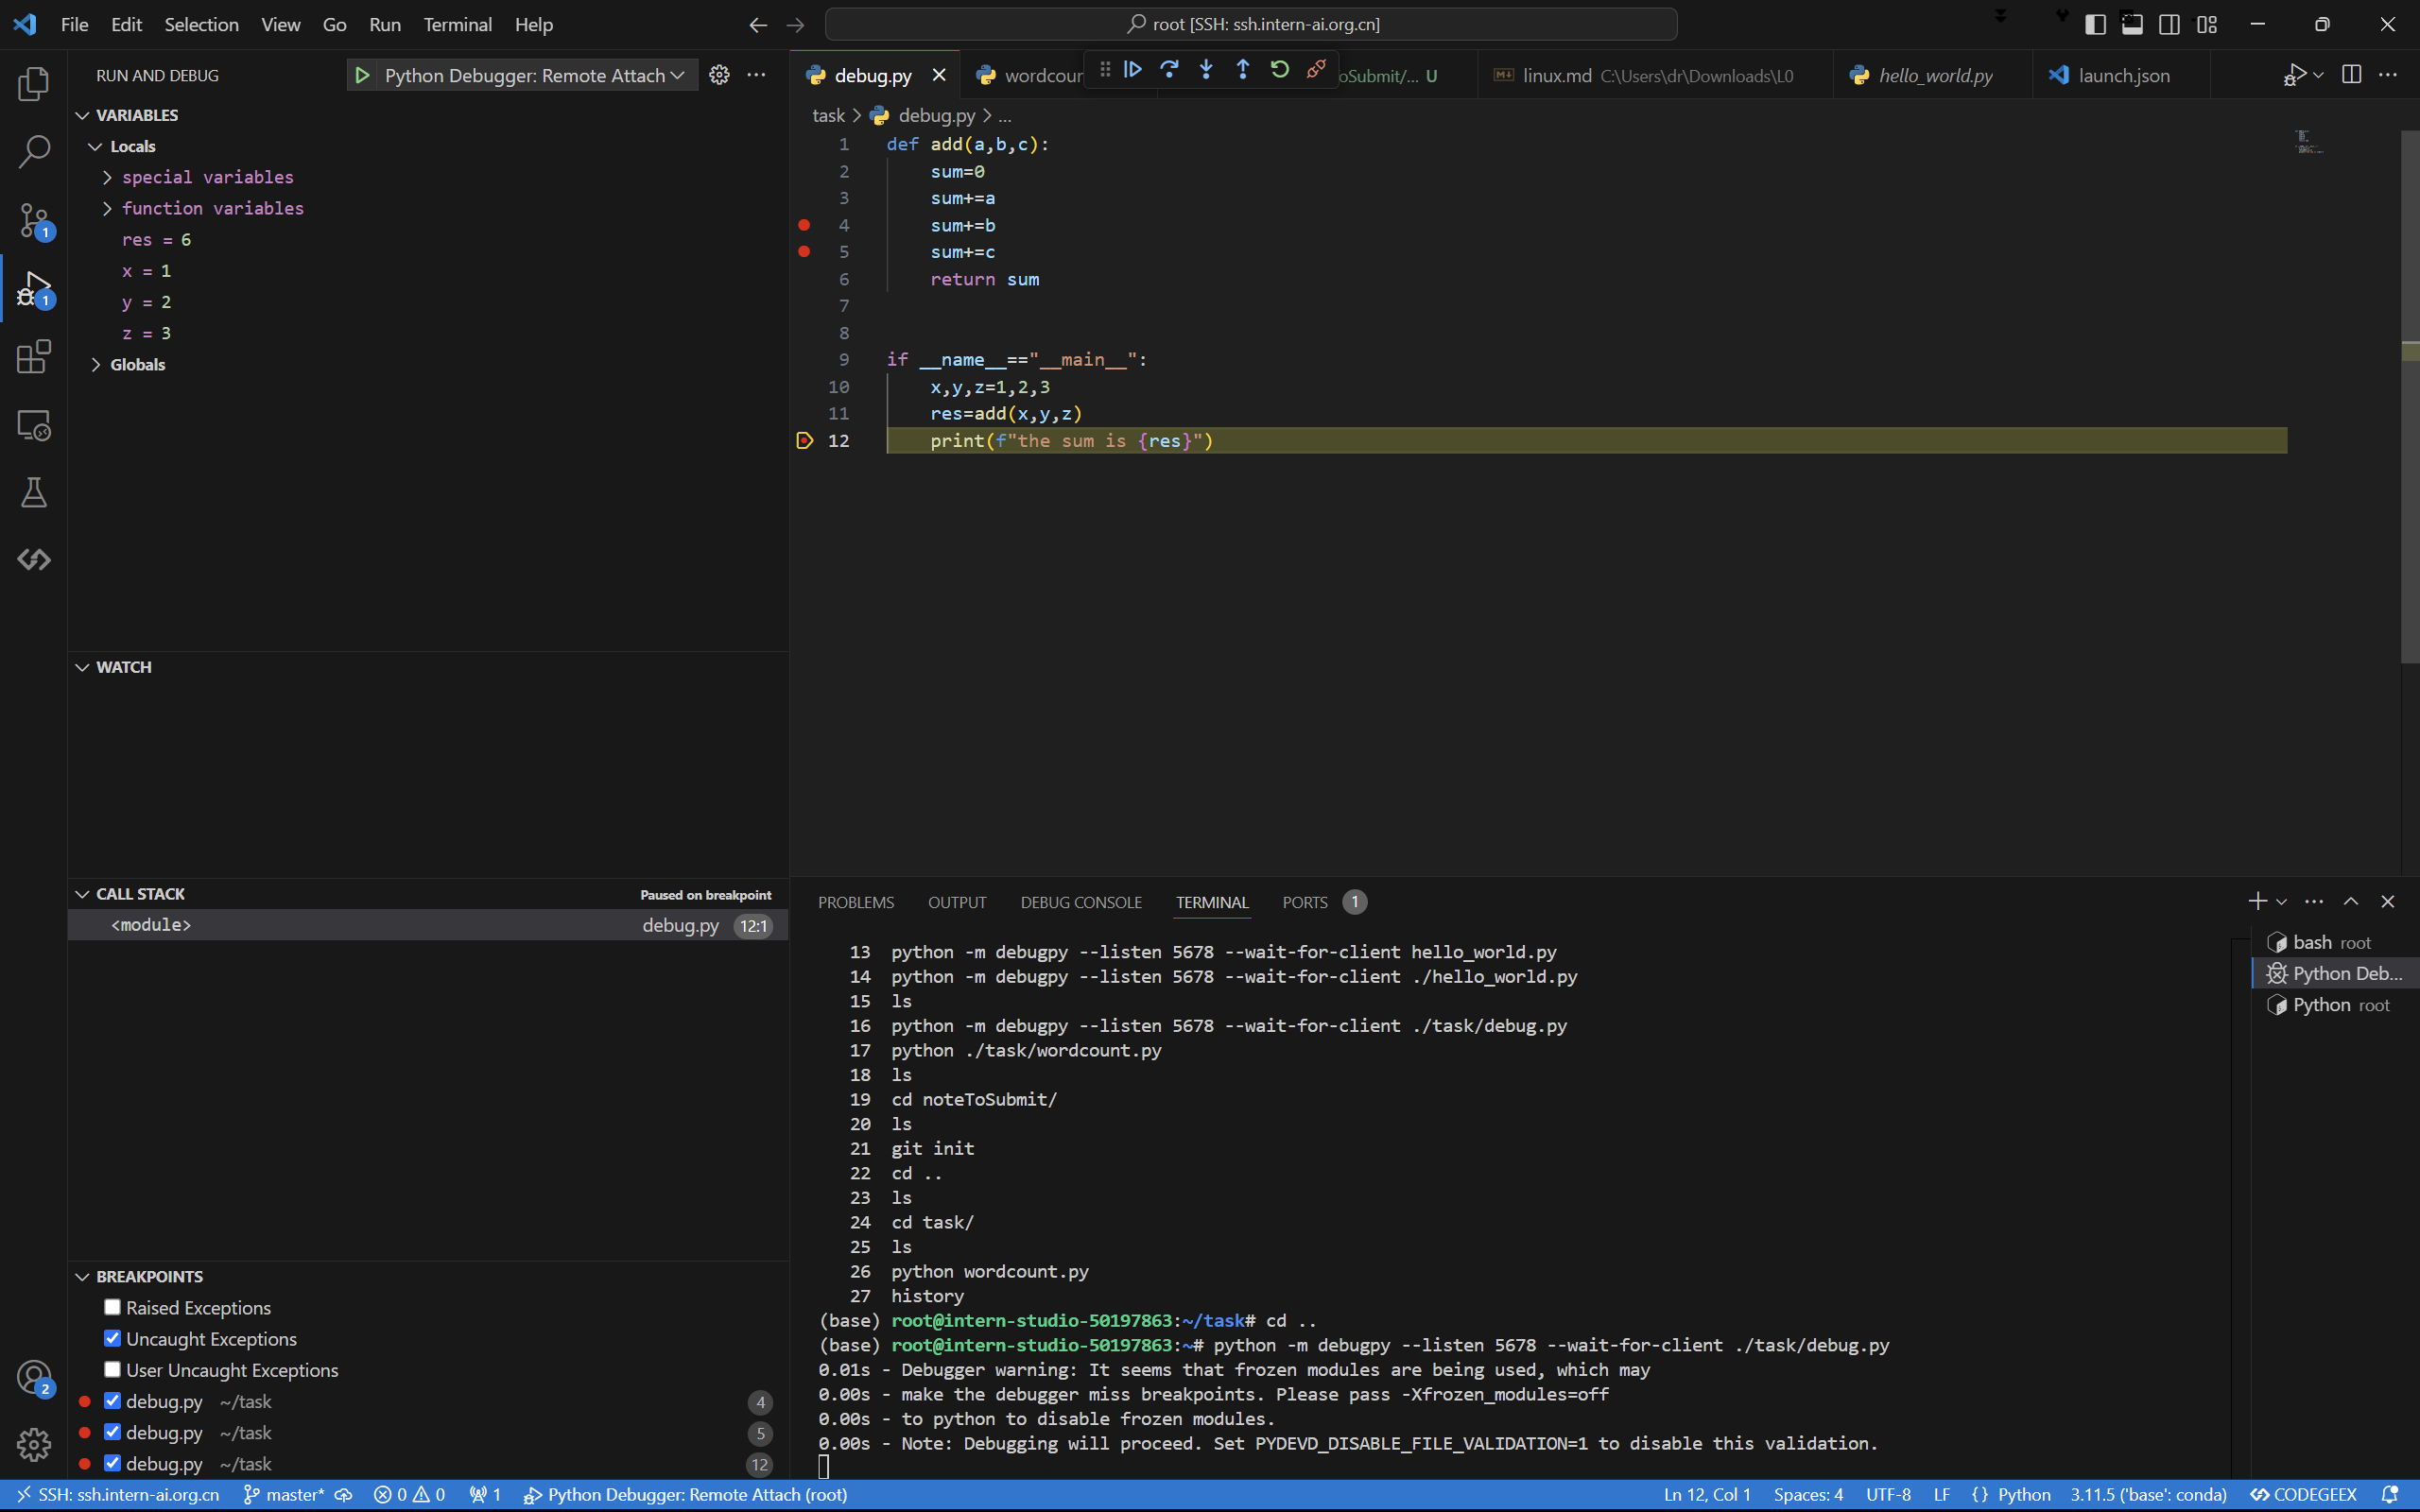 File Edit Selection View Go Run Terminal Help
root [SSH: ssh.intern-ai.org.cn]
RUN AND DEBUG
Python Debugger: Remote Attach
debug.py
wordcour
oSubmit/... U
linux.md C:\Users\dr\Downloads\L0
hello_world.py
launch.json
VARIABLES
Locals
special variables
function variables
res = 6
x = 1
y = 2
z = 3
Globals
WATCH
CALL STACK Paused on breakpoint
<module> debug.py 12:1
BREAKPOINTS
Raised Exceptions
Uncaught Exceptions
User Uncaught Exceptions
debug.py ~/task 4
debug.py ~/task 5
debug.py ~/task 12
1
1
2
task > debug.py > ...
1 def add(a,b,c):
2 sum=0
3 sum+=a
4 sum+=b
5 sum+=c
6 return sum
7
8
9 if __name__=="__main__":
10 x,y,z=1,2,3
11 res=add(x,y,z)
12 print(f"the sum is {res}")
PROBLEMS OUTPUT DEBUG CONSOLE TERMINAL PORTS 1
13 python -m debugpy --listen 5678 --wait-for-client hello_world.py
14 python -m debugpy --listen 5678 --wait-for-client ./hello_world.py
15 ls
16 python -m debugpy --listen 5678 --wait-for-client ./task/debug.py
17 python ./task/wordcount.py
18 ls
19 cd noteToSubmit/
20 ls
21 git init
22 cd ..
23 ls
24 cd task/
25 ls
26 python wordcount.py
27 history
(base) root@intern-studio-50197863:~/task# cd ..
(base) root@intern-studio-50197863:~# python -m debugpy --listen 5678 --wait-for-client ./task/debug.py
0.01s - Debugger warning: It seems that frozen modules are being used, which may
0.00s - make the debugger miss breakpoints. Please pass -Xfrozen_modules=off
0.00s - to python to disable frozen modules.
0.00s - Note: Debugging will proceed. Set PYDEVD_DISABLE_FILE_VALIDATION=1 to disable this validation.
bash root
Python Deb...
Python root
SSH: ssh.intern-ai.org.cn master* 0 0 1 Python Debugger: Remote Attach (root)
Ln 12, Col 1 Spaces: 4 UTF-8 LF {} Python 3.11.5 ('base': conda) CODEGEEX